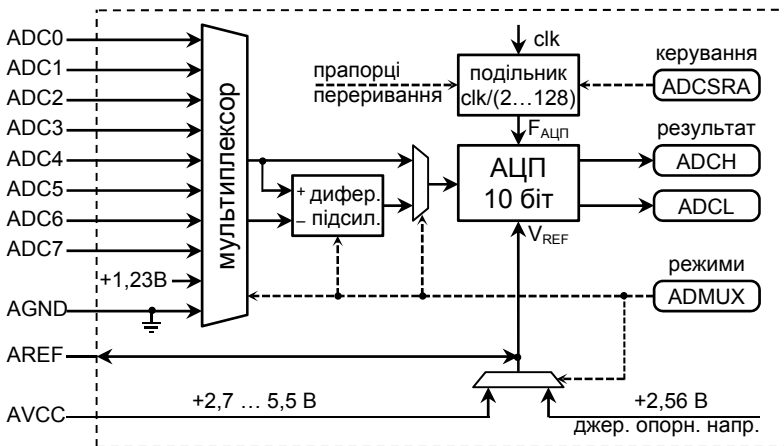 ADC0
ADC1
ADC2
ADC3
ADC4
ADC5
ADC6
ADC7
+1,23В
AGND
AREF
AVCC
мультиплексор
прапорці
переривання
clk
подільник
clk/(2…128)
FАЦП
керування
ADCSRA
+ дифер.
– підсил.
АЦП
10 біт
VREF
результат
ADCH
ADCL
режими
ADMUX
+2,7 … 5,5 В
+2,56 В
джер. опорн. напр.